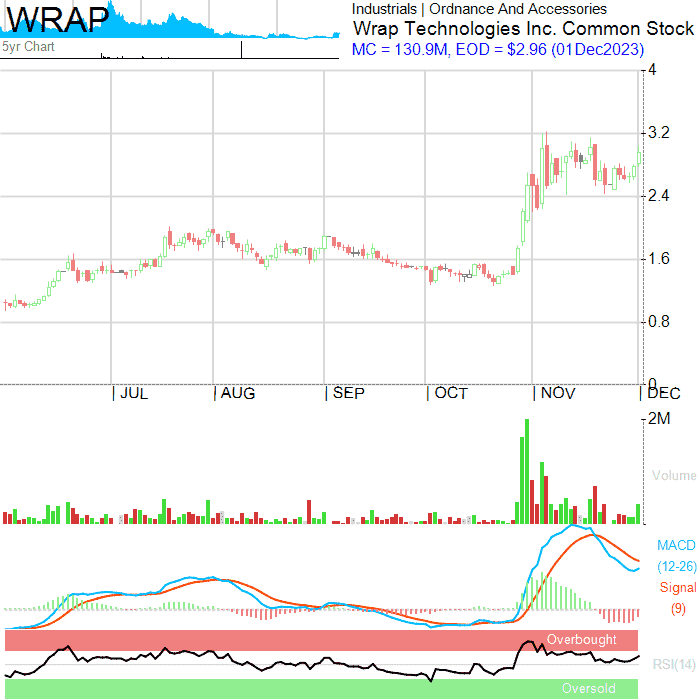 WRAP
5yr Chart
Industrials | Ordnance And Accessories
Wrap Technologies Inc. Common Stock
MC = 130.9M, EOD = $2.96 (01Dec2023)
4
3.2
2.4
1.6
0.8
0
JUL AUG SEP OCT NOV DEC
2M
Volume
MACD
(12-26)
Signal
(9)
Overbought
RSI(14)
Oversold